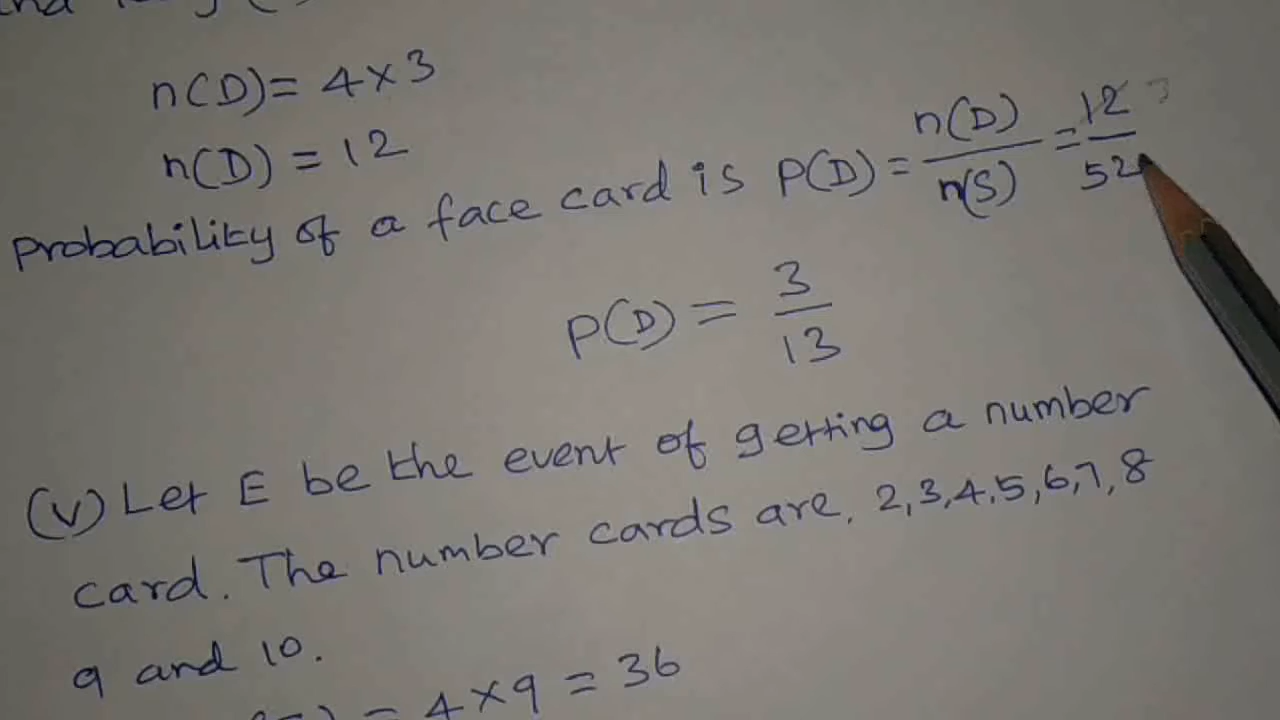 n(D) = 4 × 3
n(D) = 12
probability of a face card is P(D) = n(D)/n(S) = 12/52
P(D) = 3/13
(v) Let E be the event of getting a number
card. The number cards are, 2,3,4,5,6,7,8
9 and 10.
= 4×9 = 36